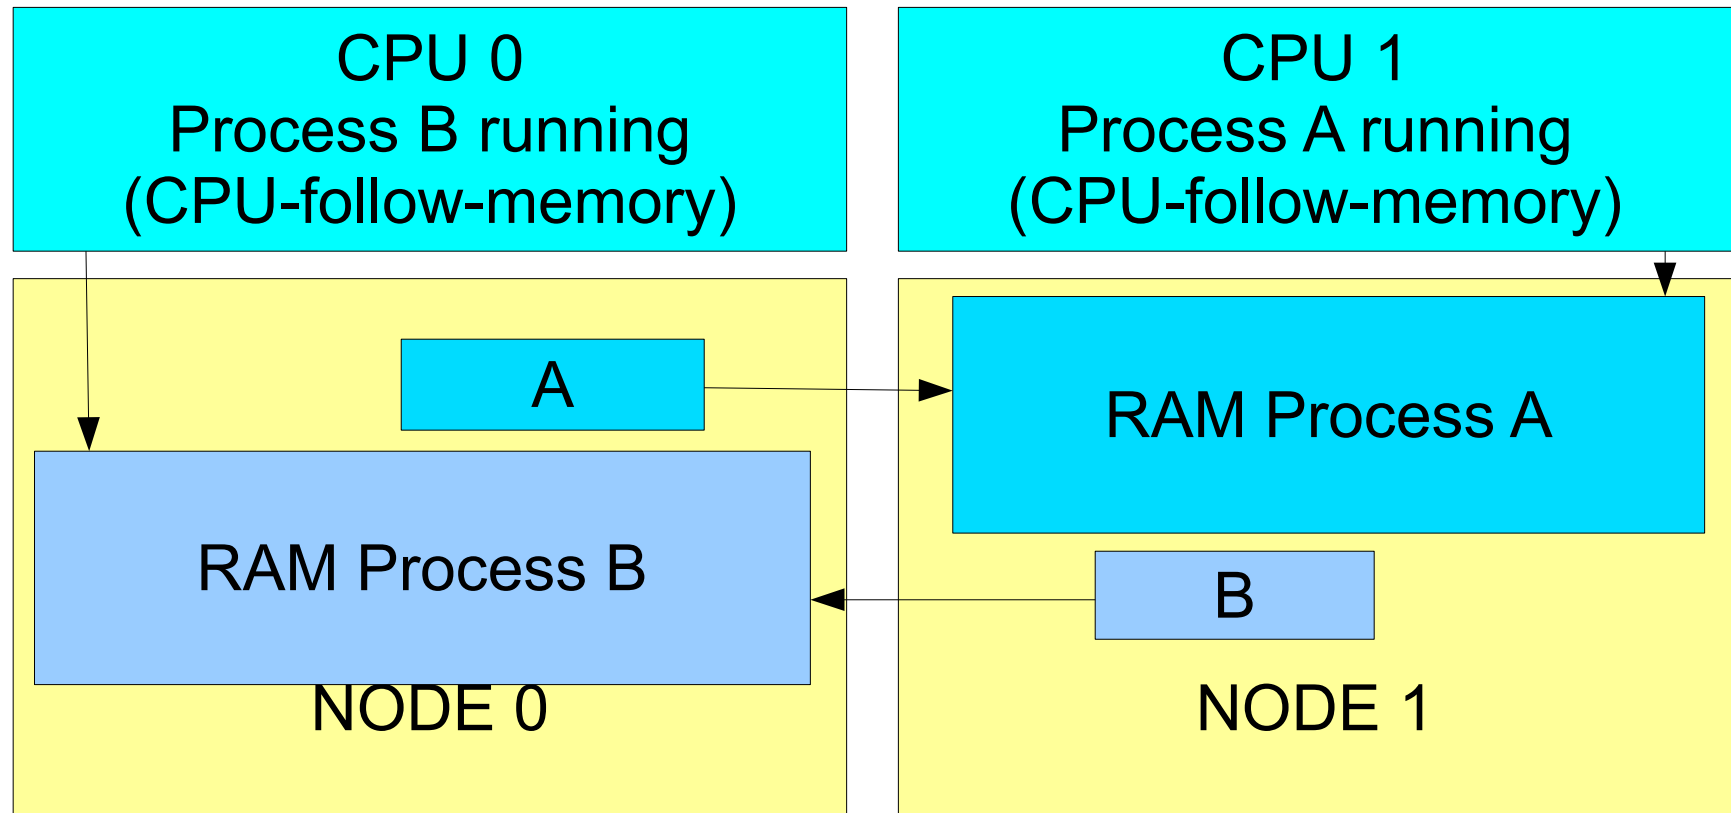 CPU 0
Process B running
(CPU-follow-memory)
CPU 1
Process A running
(CPU-follow-memory)
A
RAM Process B
NODE 0
RAM Process A
B
NODE 1